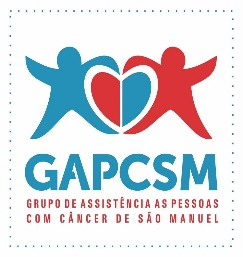 GAPCSM
GRUPO DE ASSISTÊNCIA AS PESSOAS
COM CÂNCER DE SÃO MANUEL